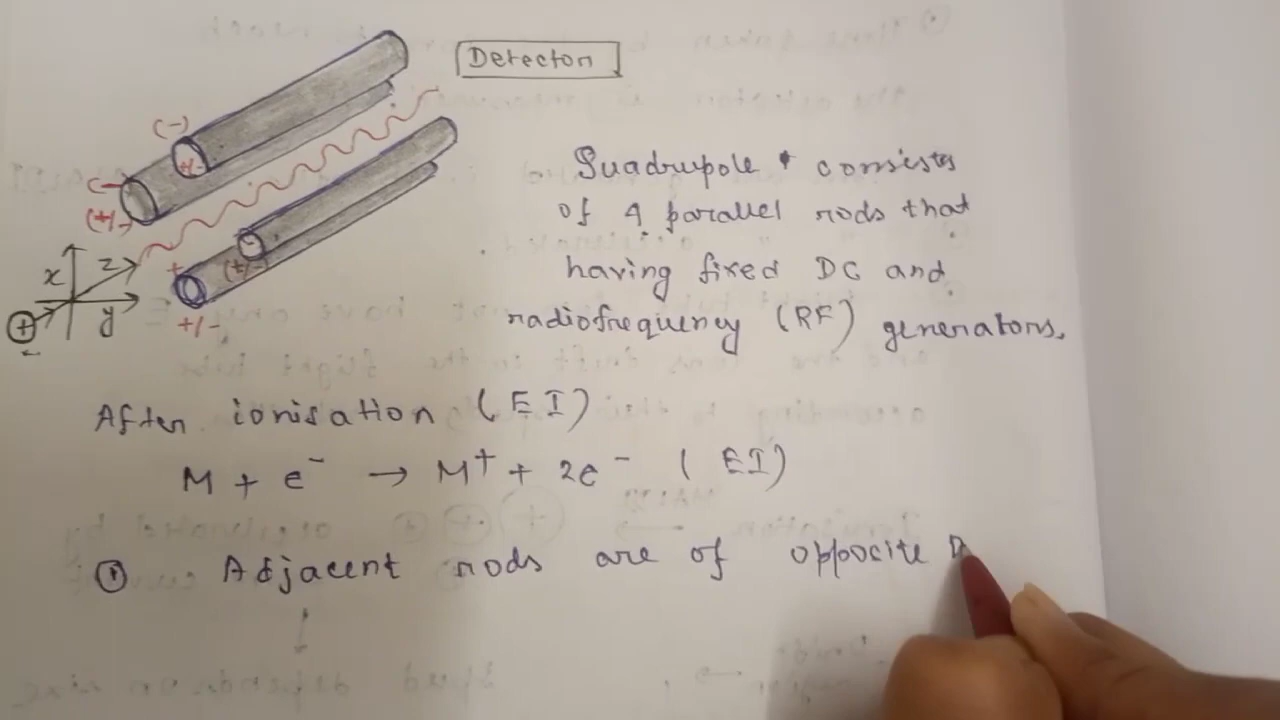 Detector
(-)
+/-
(-
(+/-
x
z
y
+
+
(+/-)
+/-
Quadrupole consists
of 4 parallel rods that
having fixed DC and
radiofrequency (RF) generators.
After ionisation (EI)
M + e⁻ → M⁺ + 2e⁻ (EI)
① Adjacent rods are of opposite